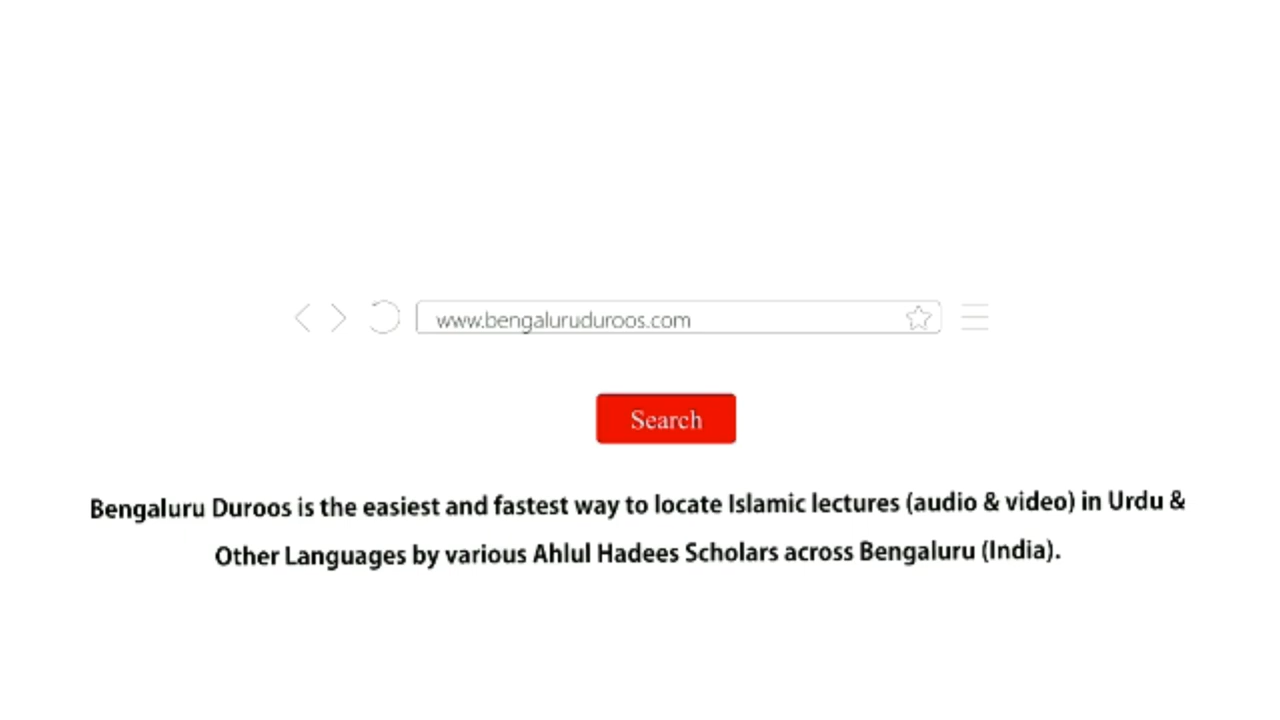 www.bengaluruduroos.com
Search
Bengaluru Duroos is the easiest and fastest way to locate Islamic lectures (audio & video) in Urdu &
Other Languages by various Ahlul Hadees Scholars across Bengaluru (India).